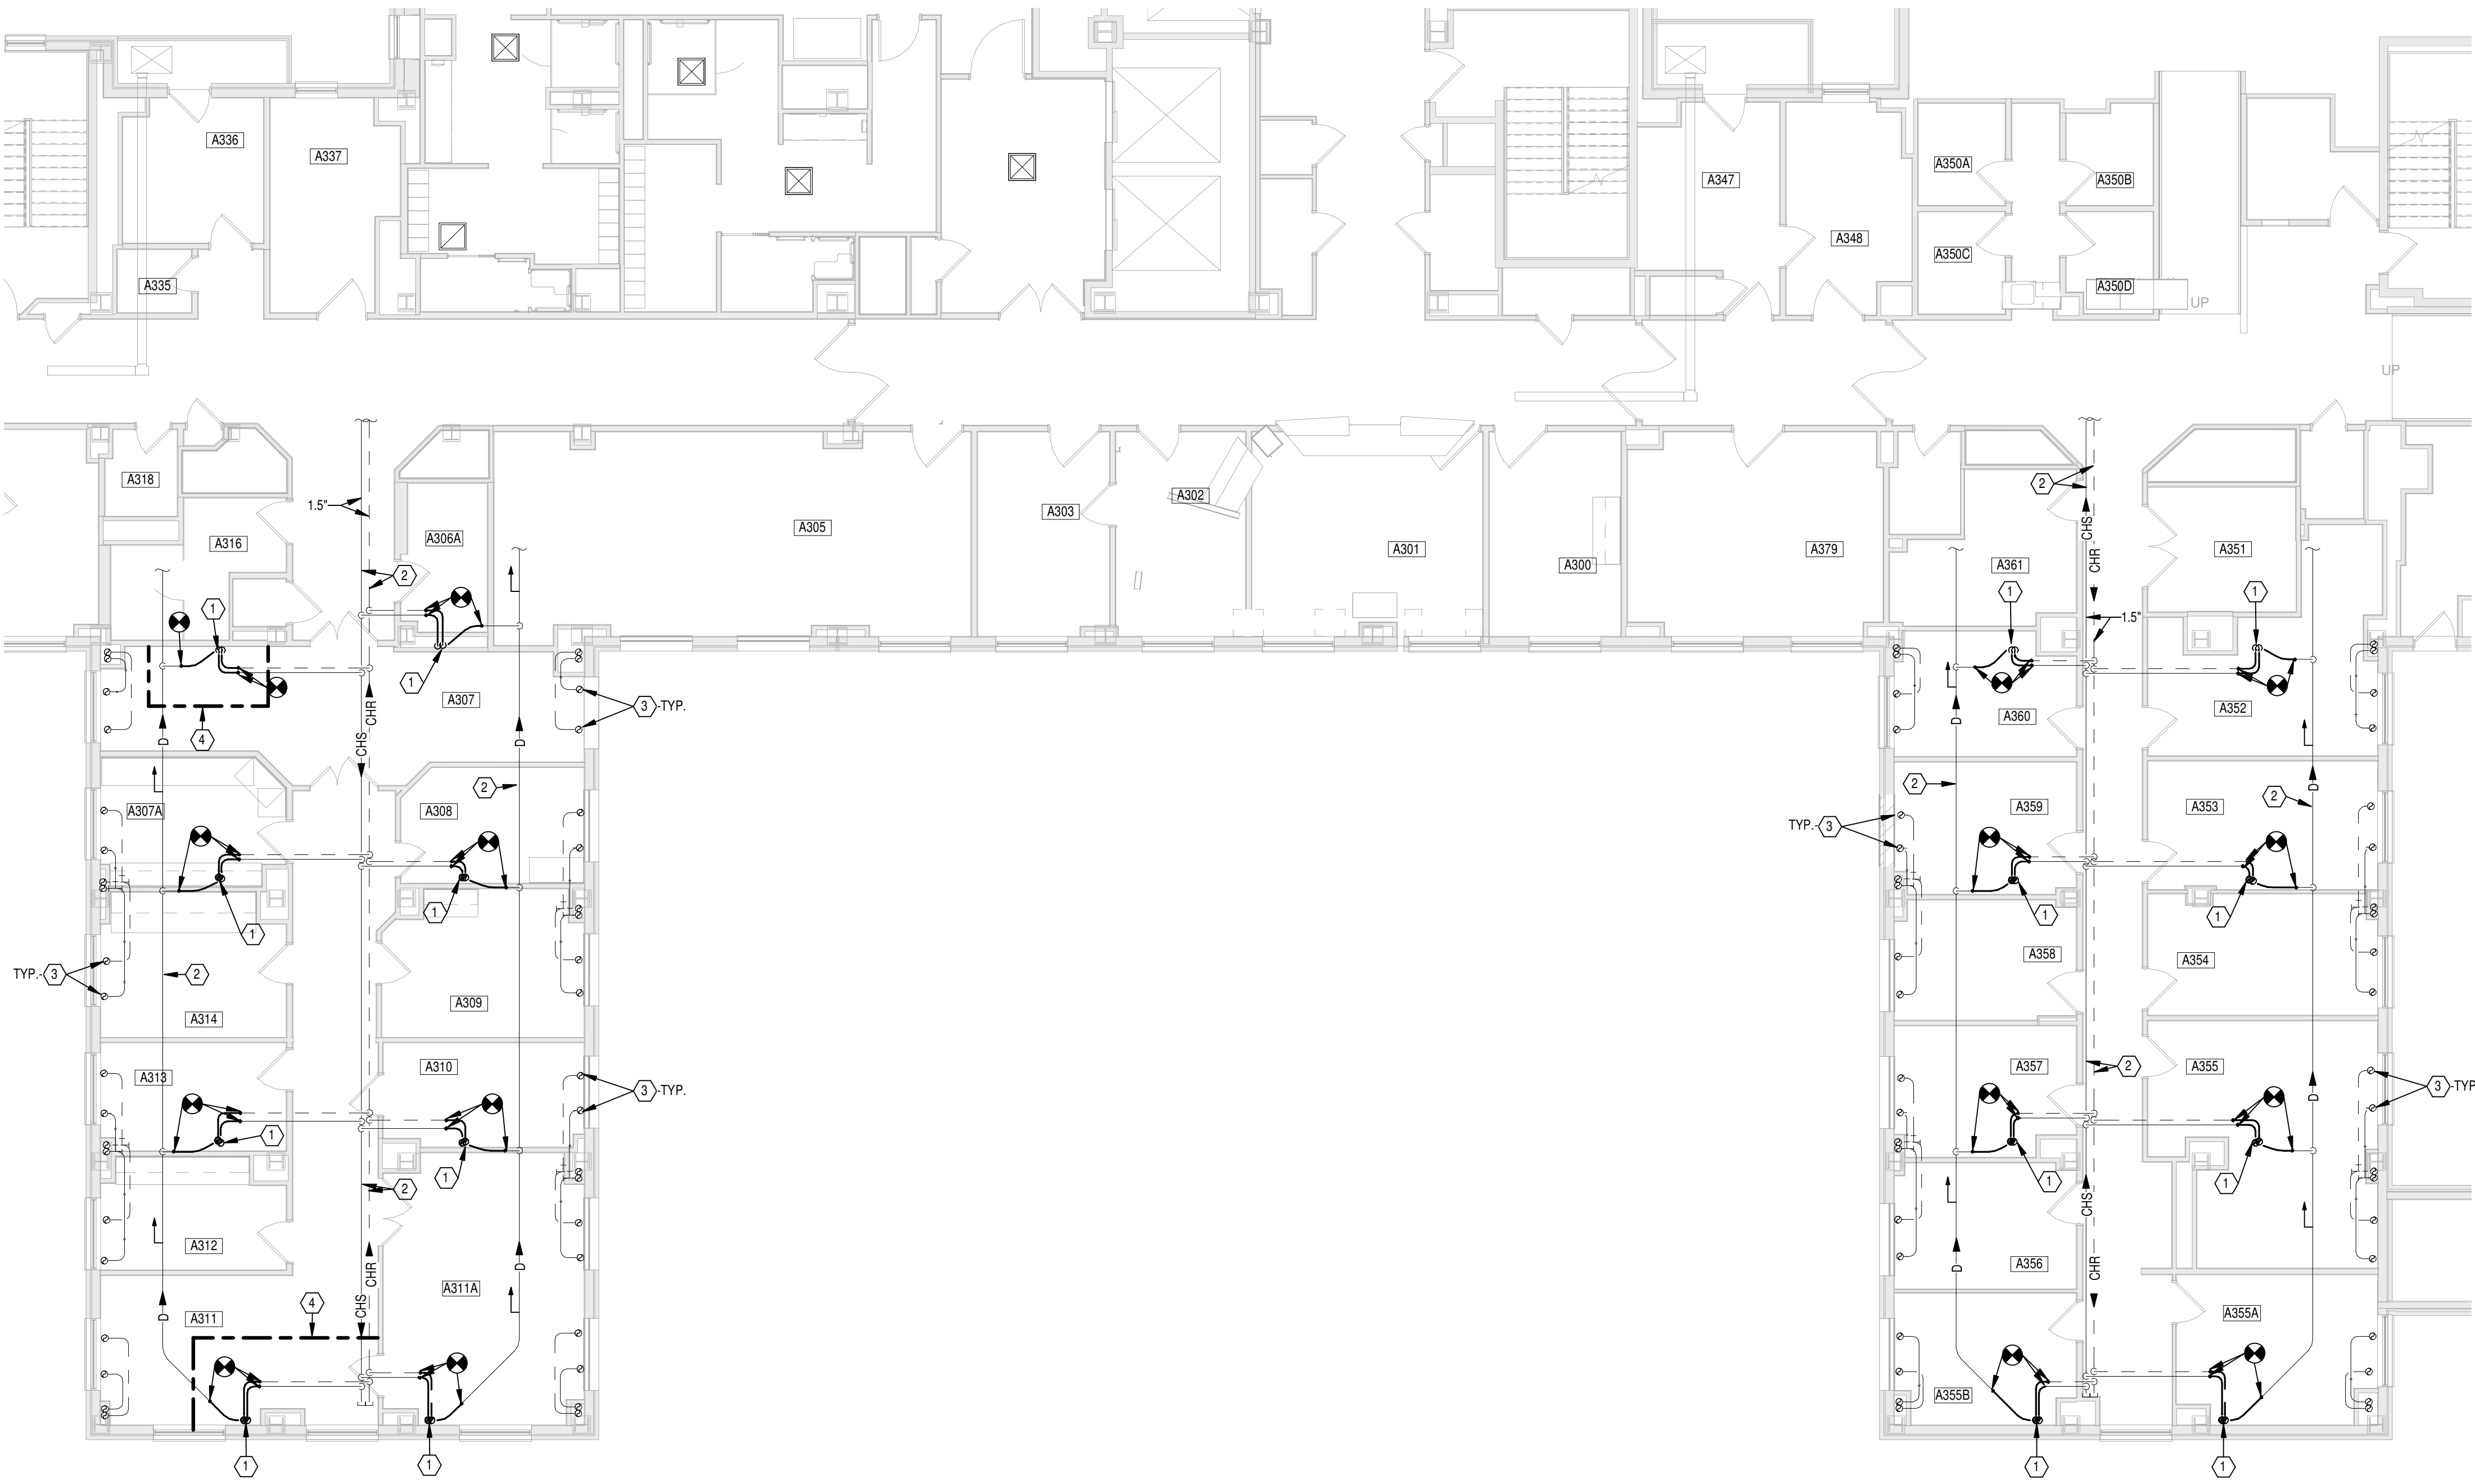 A336
A337
A335
A347
A348
A350A
A350B
A350C
A350D
UP
UP
A318
A316
1.5"
2
A306A
A305
A303
A302
A301
A300
A379
A361
2
CHS
CHR
A351
1
1
1
1
1.5"
1
A307
CHR
CHS
3 -TYP.
4
D
D
A360
A352
D
D
A307A
2
A308
2
A359
A353
2
TYP.- 3
1
1
1
1
TYP.- 3
2
A314
A309
A358
A354
A313
A310
3 -TYP.
A357
2
A355
3 -TYP
1
1
2
1
1
A312
CHR
CHS
D
D
A311A
A311
4
CHS
CHR
D
D
A356
A355A
A355B
1
1
1
1